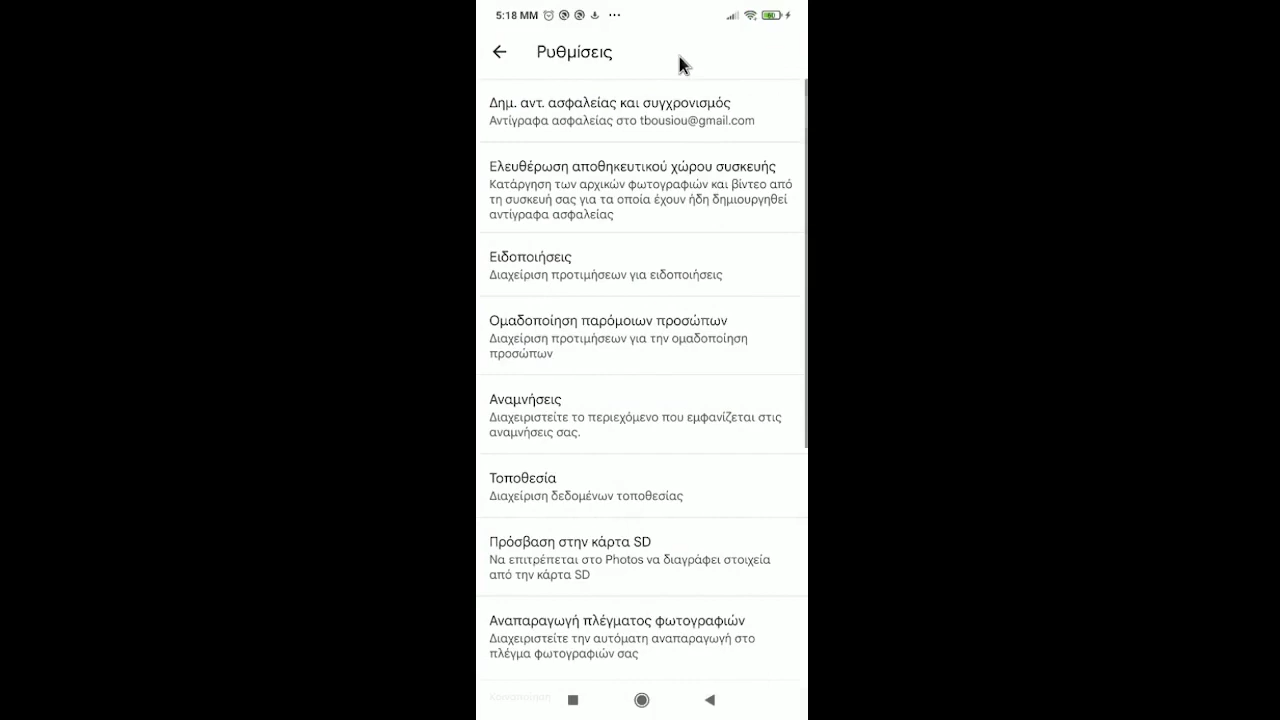 5:18 ΜΜ
Ρυθμίσεις
Δημ. αντ. ασφαλείας και συγχρονισμός
Αντίγραφα ασφαλείας στο tbousiou@gmail.com
Ελευθέρωση αποθηκευτικού χώρου συσκευής
Κατάργηση των αρχικών φωτογραφιών και βίντεο από
τη συσκευή σας για τα οποία έχουν ήδη δημιουργηθεί
αντίγραφα ασφαλείας
Ειδοποιήσεις
Διαχείριση προτιμήσεων για ειδοποιήσεις
Ομαδοποίηση παρόμοιων προσώπων
Διαχείριση προτιμήσεων για την ομαδοποίηση
προσώπων
Αναμνήσεις
Διαχειριστείτε το περιεχόμενο που εμφανίζεται στις
αναμνήσεις σας.
Τοποθεσία
Διαχείριση δεδομένων τοποθεσίας
Πρόσβαση στην κάρτα SD
Να επιτρέπεται στο Photos να διαγράφει στοιχεία
από την κάρτα SD
Αναπαραγωγή πλέγματος φωτογραφιών
Διαχειριστείτε την αυτόματη αναπαραγωγή στο
πλέγμα φωτογραφιών σας
Κοινοποίηση